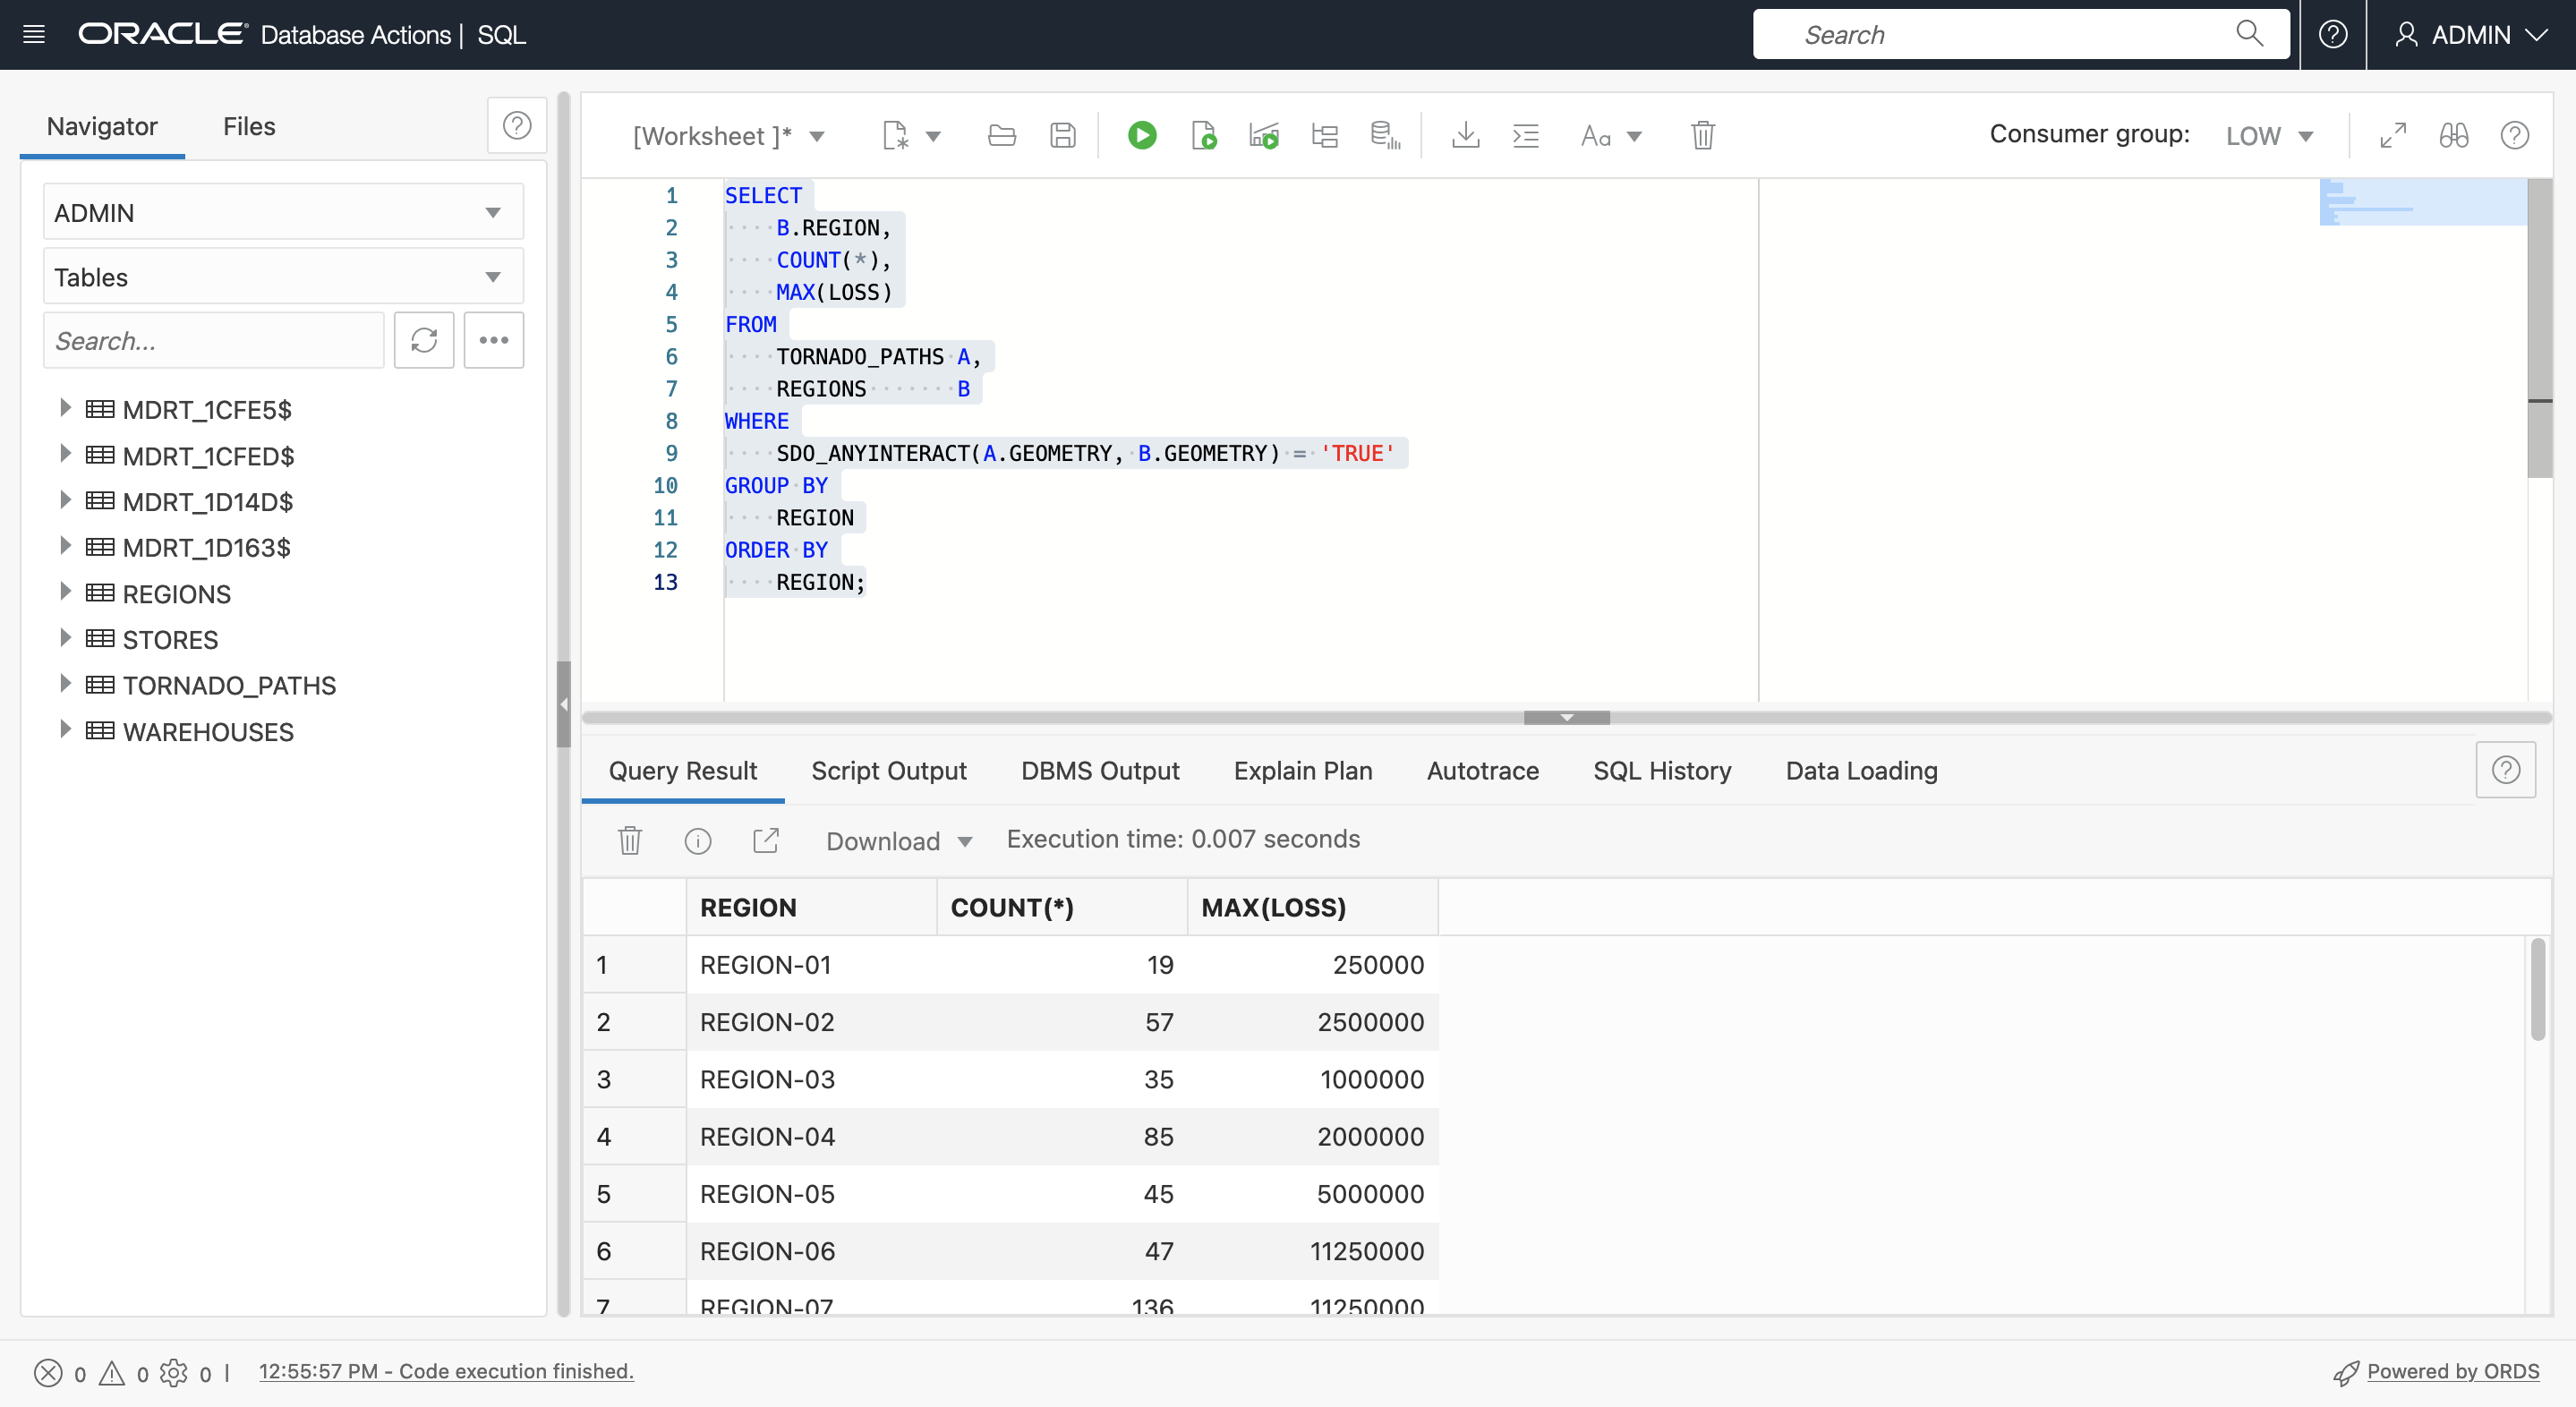 ORACLE Database Actions | SQL
Search
ADMIN
Navigator
Files
ADMIN
Tables
Search...
MDRT_1CFE5$
MDRT_1CFED$
MDRT_1D14D$
MDRT_1D163$
REGIONS
STORES
TORNADO_PATHS
WAREHOUSES
[Worksheet ]*
Aa
Consumer group: LOW
1 SELECT
2 B.REGION,
3 COUNT(*),
4 MAX(LOSS)
5 FROM
6 TORNADO_PATHS A,
7 REGIONS B
8 WHERE
9 SDO_ANYINTERACT(A.GEOMETRY, B.GEOMETRY) = 'TRUE'
10 GROUP BY
11 REGION
12 ORDER BY
13 REGION;
Query Result Script Output DBMS Output Explain Plan Autotrace SQL History Data Loading
Download Execution time: 0.007 seconds
REGION COUNT(*) MAX(LOSS)
1 REGION-01 19 250000
2 REGION-02 57 2500000
3 REGION-03 35 1000000
4 REGION-04 85 2000000
5 REGION-05 45 5000000
6 REGION-06 47 11250000
7 REGION-07 136 11250000
0 0 0 | 12:55:57 PM - Code execution finished.
Powered by ORDS